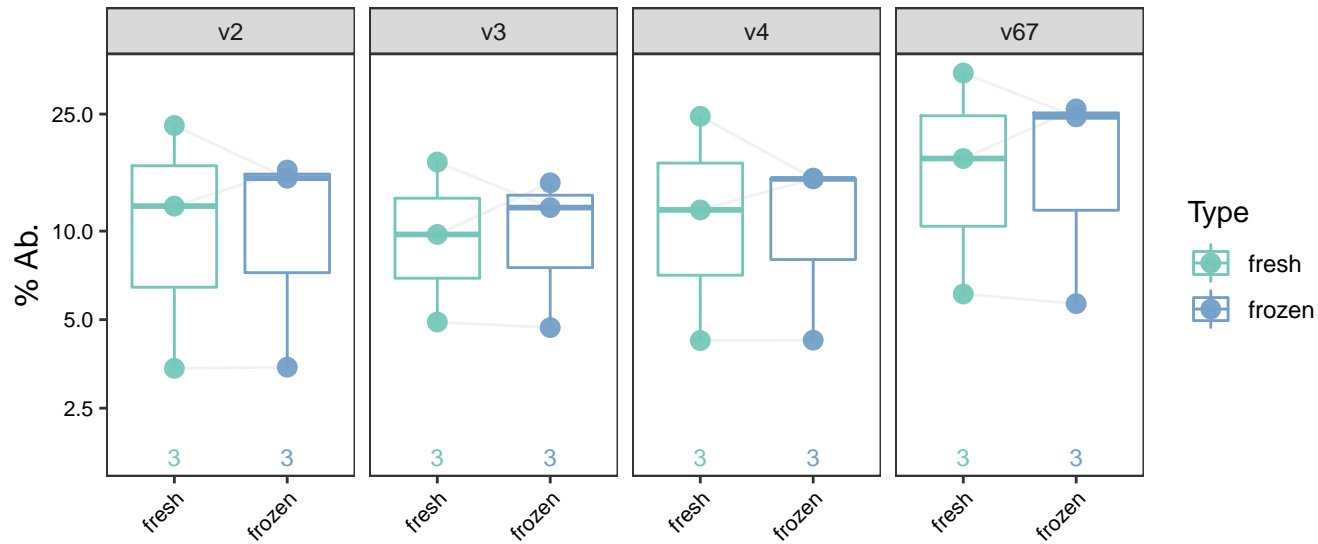 v2
v3
v4
v67
% Ab.
25.0
10.0
5.0
2.5
3
3
3
3
3
3
3
3
fresh
frozen
fresh
frozen
fresh
frozen
fresh
frozen
Type
fresh
frozen